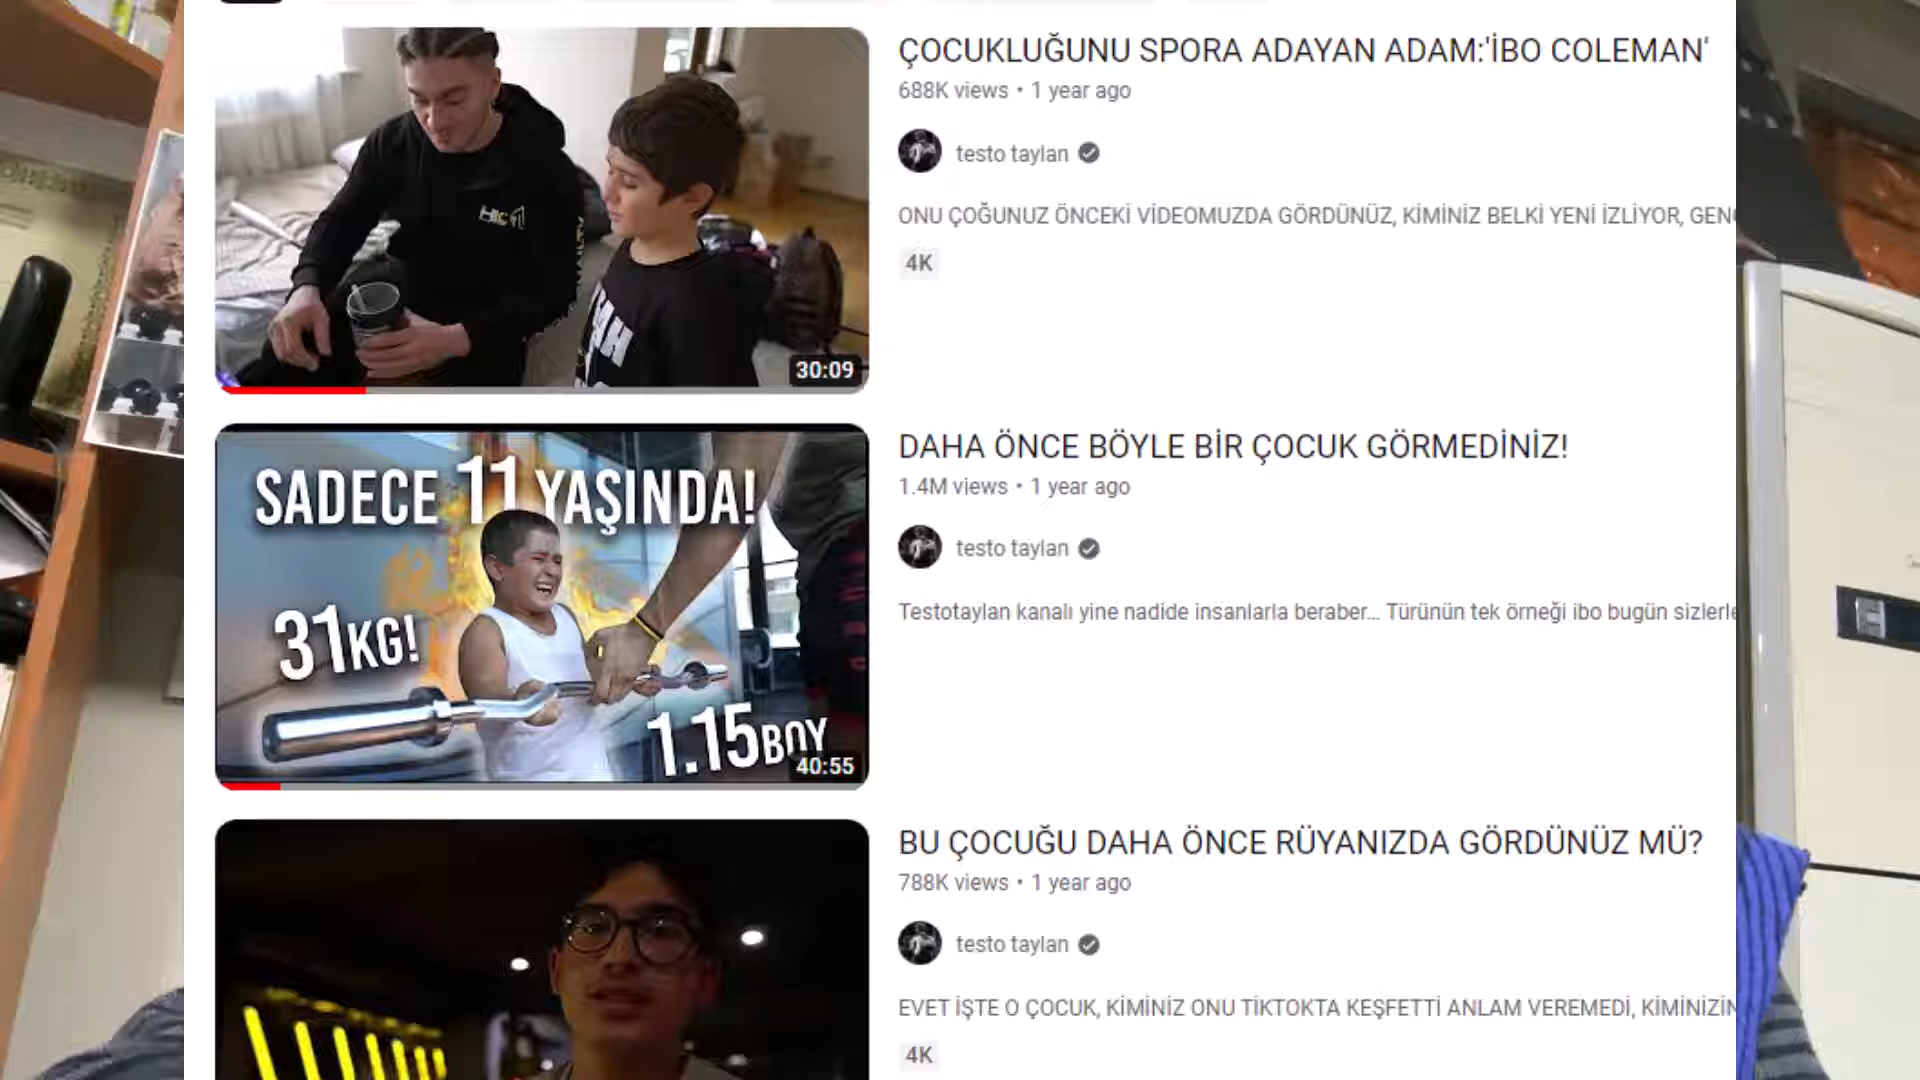 ÇOCUKLUĞUNU SPORA ADAYAN ADAM:'İBO COLEMAN'
688K views • 1 year ago
testo taylan
ONU ÇOĞUNUZ ÖNCEKİ VİDEOMUZDA GÖRDÜNÜZ, KİMİNİZ BELKİ YENİ İZLİYOR,
4K
30:09
SADECE 11 YAŞINDA!
31KG!
1.15BOY
40:55
DAHA ÖNCE BÖYLE BİR ÇOCUK GÖRMEDİNİZ!
1.4M views • 1 year ago
testo taylan
Testotaylan kanalı yine nadide insanlarla beraber... Türünün tek örneği ibo bugün
BU ÇOCUĞU DAHA ÖNCE RÜYANIZDA GÖRDÜNÜZ MÜ?
788K views • 1 year ago
testo taylan
EVET İŞTE O ÇOCUK, KİMİNİZ ONU TİKTOKTA KEŞFETTİ ANLAM VEREMEDİ,
4K